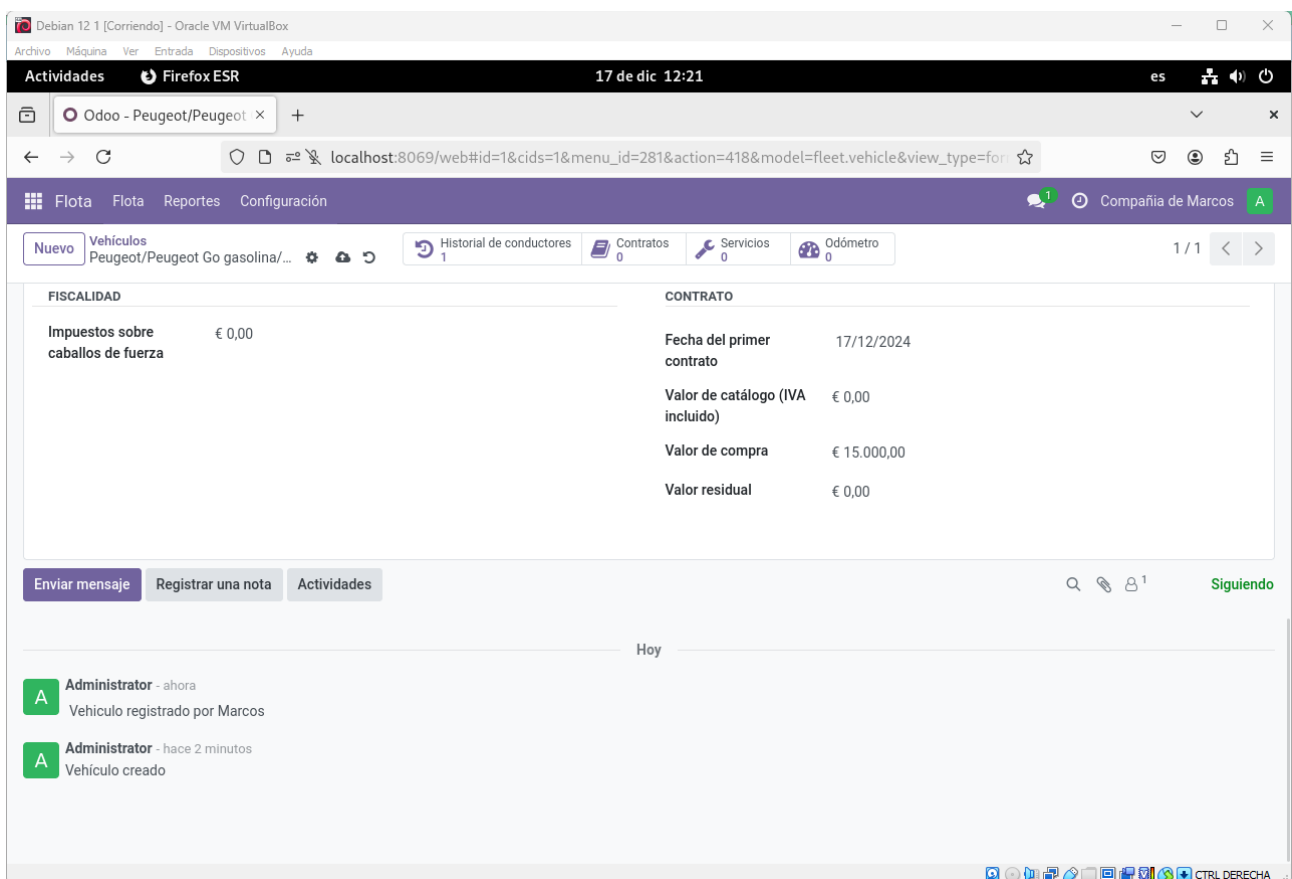 Debian 12 1 [Corriendo] - Oracle VM VirtualBox
Archivo Máquina Ver Entrada Dispositivos Ayuda
Actividades Firefox ESR 17 de dic 12:21 es
Odoo - Peugeot/Peugeot
localhost:8069/web#id=1&cids=1&menu_id=281&action=418&model=fleet.vehicle&view_type=for
Flota Flota Reportes Configuración 1 Compañia de Marcos A
Nuevo Vehículos Historial de conductores Contratos Servicios Odómetro 1 / 1
Peugeot/Peugeot Go gasolina/... 1 0 0 0
FISCALIDAD CONTRATO
Impuestos sobre € 0,00 Fecha del primer 17/12/2024
caballos de fuerza contrato
Valor de catálogo (IVA € 0,00
incluido)
Valor de compra € 15.000,00
Valor residual € 0,00
Enviar mensaje Registrar una nota Actividades 1 Siguiendo
Hoy
A Administrator - ahora
Vehiculo registrado por Marcos
A Administrator - hace 2 minutos
Vehículo creado
CTRL DERECHA